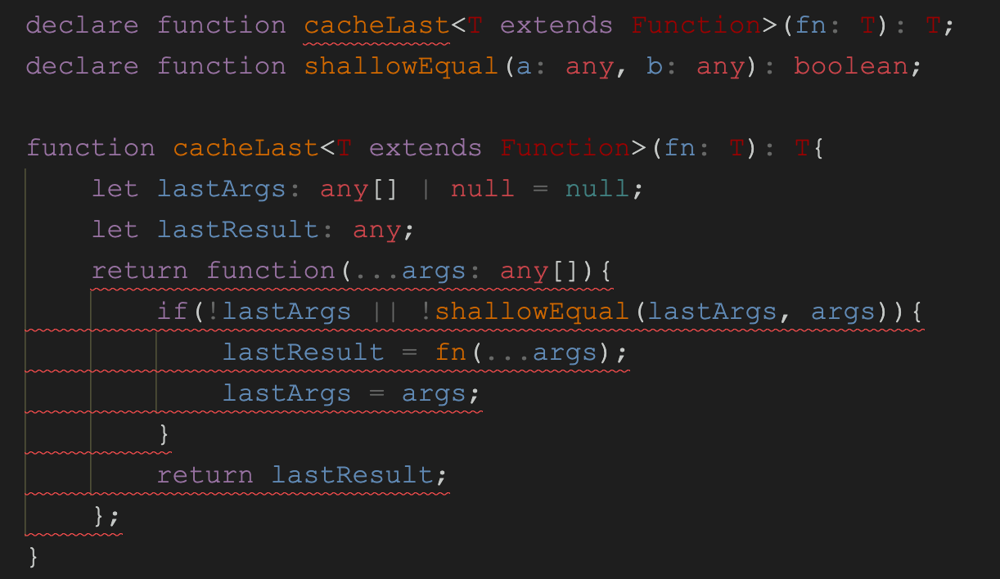 declare function cacheLast<T extends Function>(fn: T): T;
declare function shallowEqual(a: any, b: any): boolean;
function cacheLast<T extends Function>(fn: T): T{
    let lastArgs: any[] | null = null;
    let lastResult: any;
    return function(...args: any[]){
        if(!lastArgs || !shallowEqual(lastArgs, args)){
            lastResult = fn(...args);
            lastArgs = args;
        }
        return lastResult;
    };
}